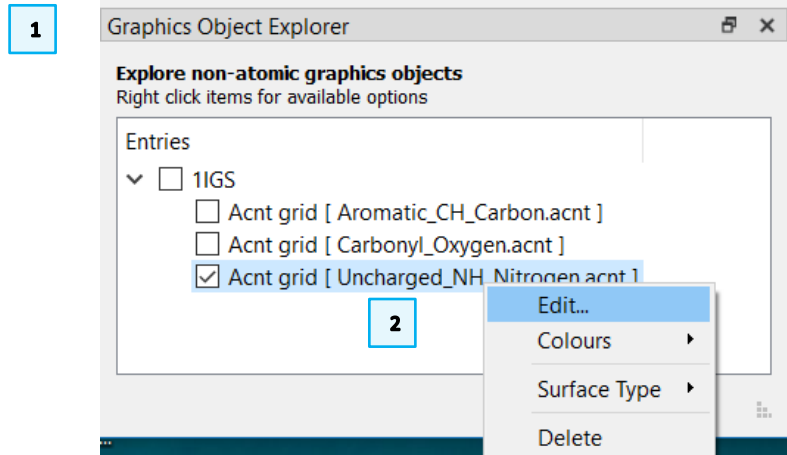 1
Graphics Object Explorer
Explore non-atomic graphics objects
Right click items for available options
Entries
1IGS
Acnt grid [ Aromatic_CH_Carbon.acnt ]
Acnt grid [ Carbonyl_Oxygen.acnt ]
Acnt grid [ Uncharged_NH_Nitrogen.acnt ]
2
Edit...
Colours
Surface Type
Delete